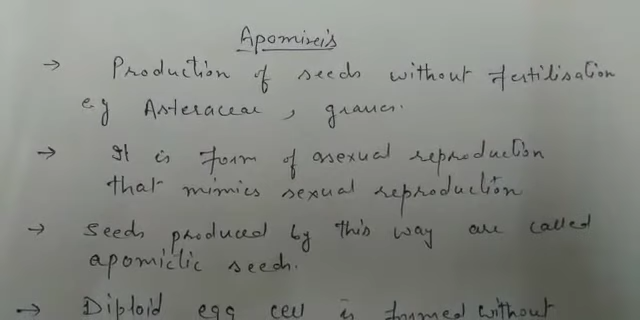 Apomixis
→ Production of seeds without fertilisation
eg Asteraceae, grasses.
→ It is form of asexual reproduction
that mimics sexual reproduction
→ Seeds produced by this way are called
apomictic seeds.
→ Diploid egg cell is formed without